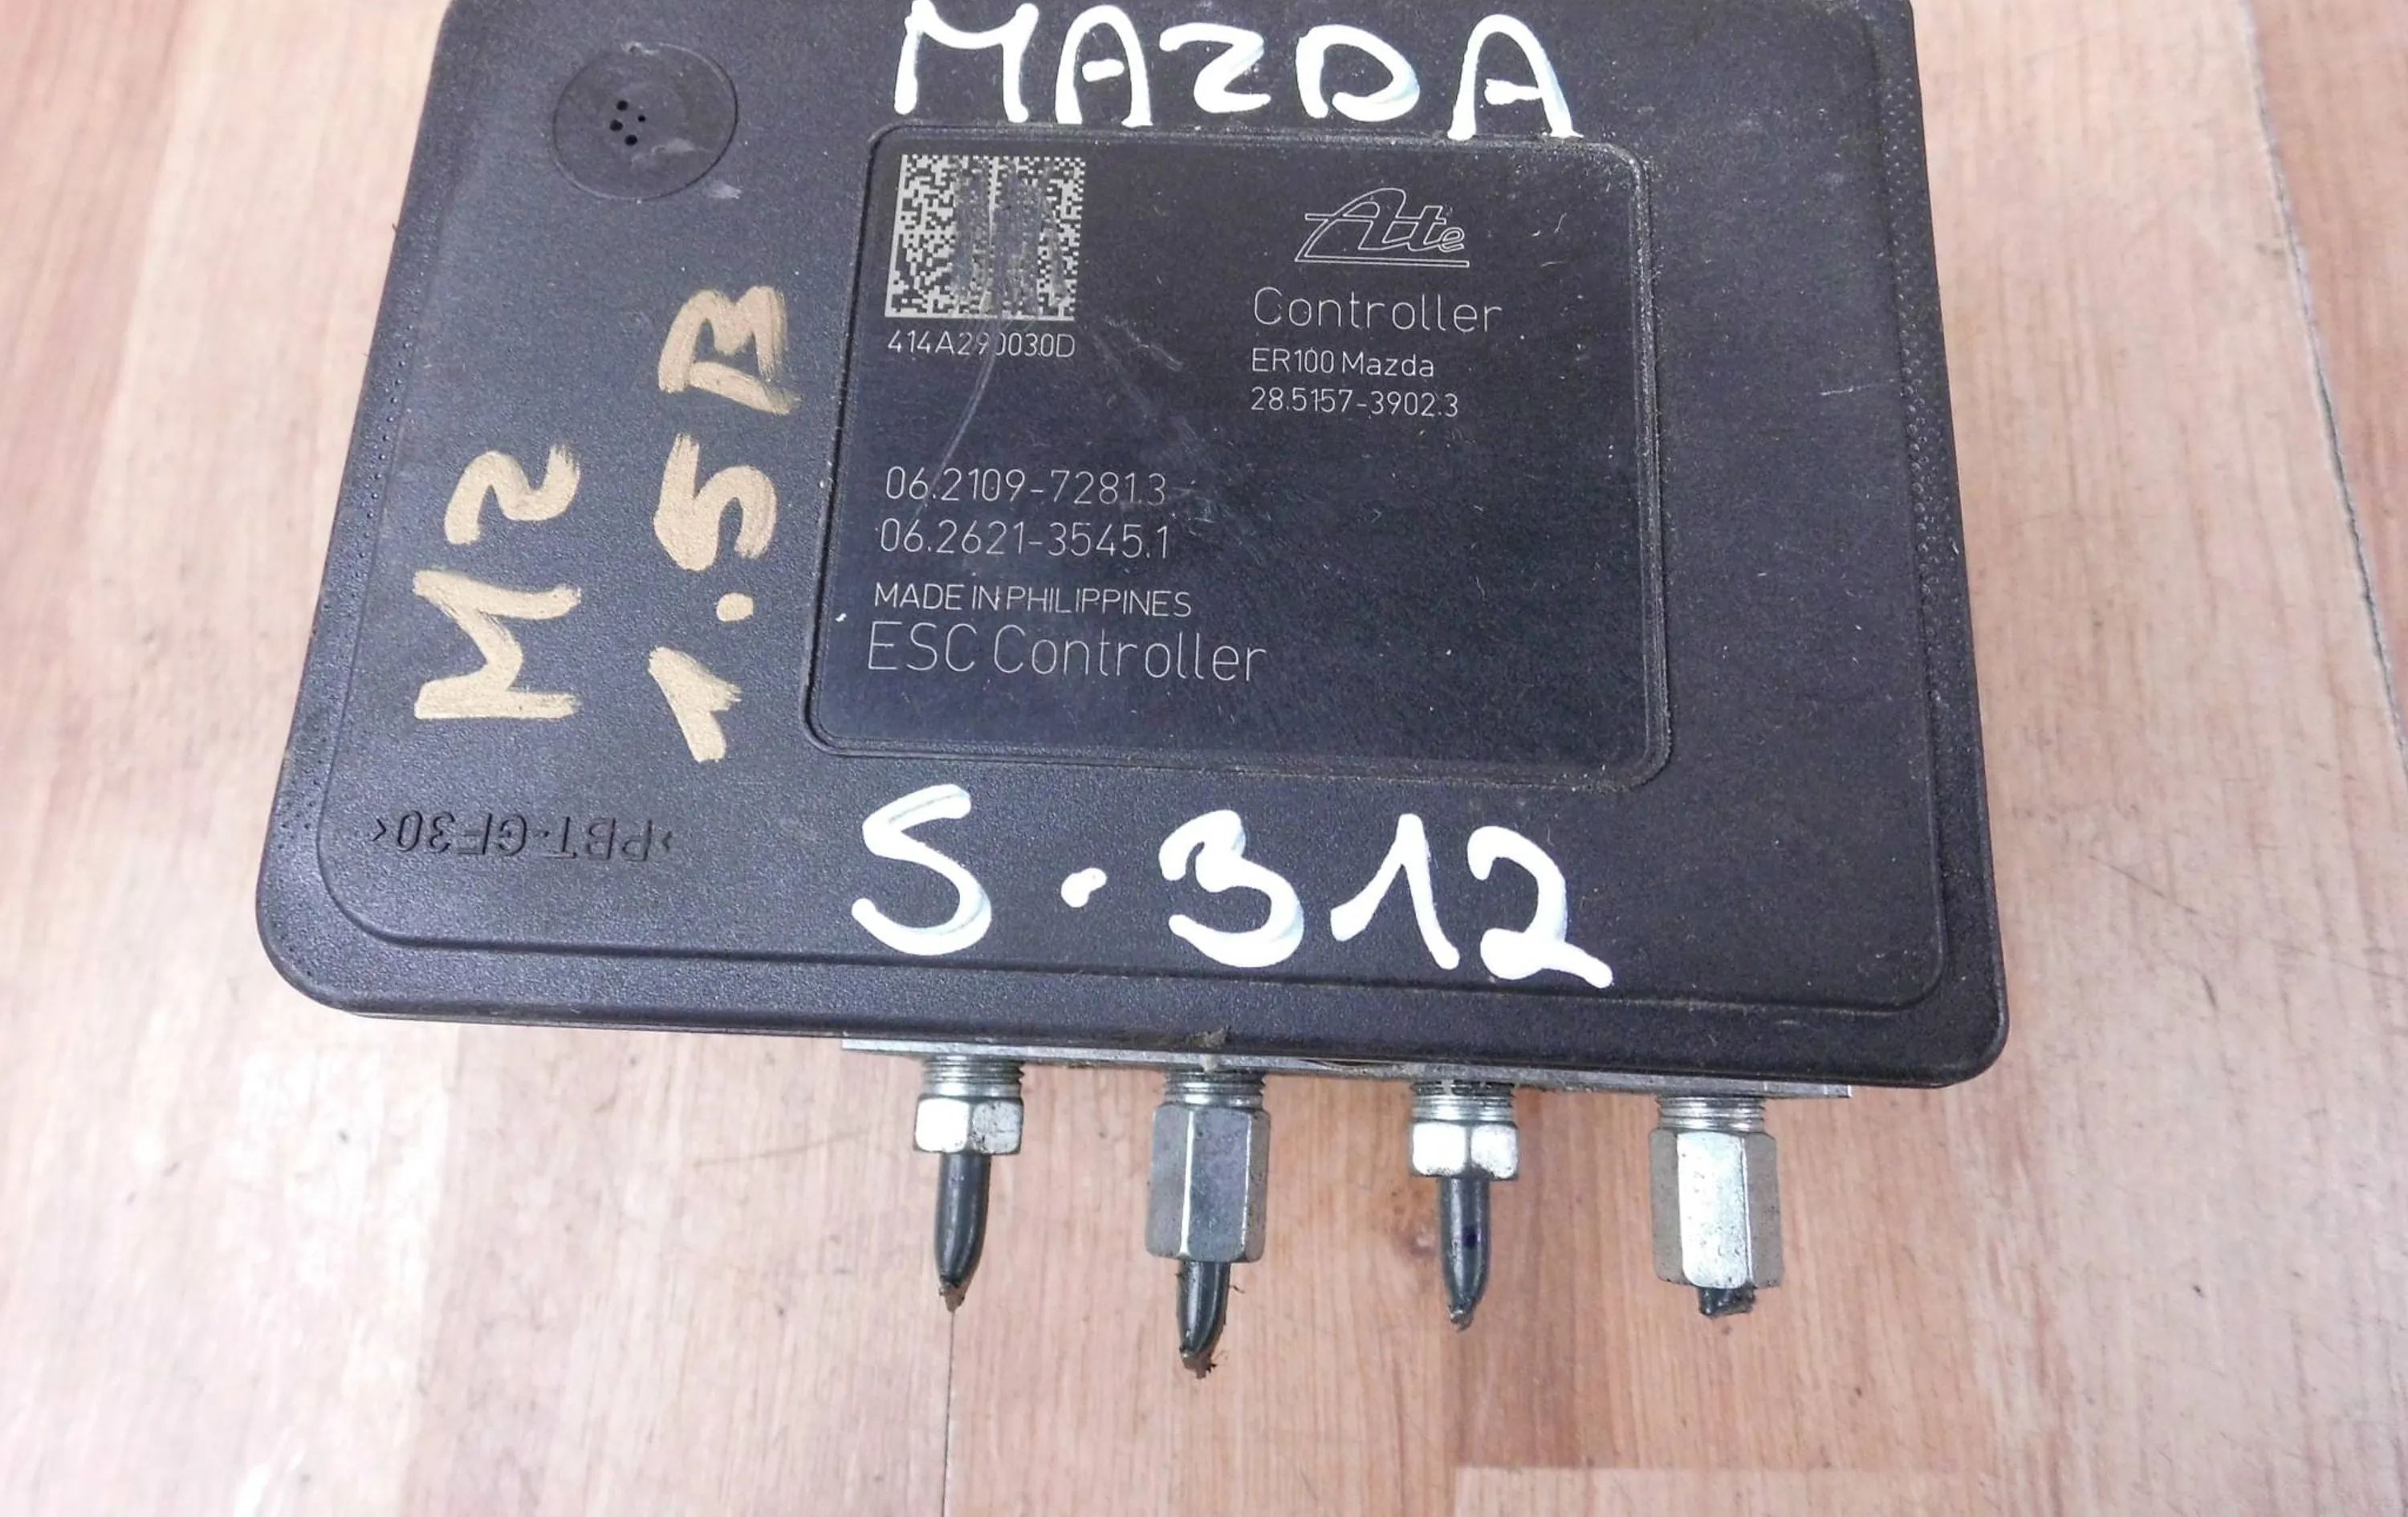 MAZDA
Ate
Controller
ER100 Mazda
28.5157-3902.3
06.2109-7281.3
06.2621-3545.1
MADE IN PHILIPPINES
ESC Controller
M2
1.5B
>PBT-GF30<
S-312